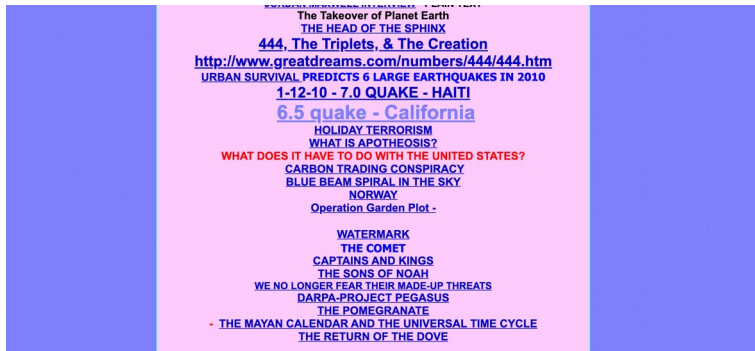 JORDAN MAXWELL INTERVIEW - PLAIN TEXT
The Takeover of Planet Earth
THE HEAD OF THE SPHINX
444, The Triplets, & The Creation
http://www.greatdreams.com/numbers/444/444.htm
URBAN SURVIVAL PREDICTS 6 LARGE EARTHQUAKES IN 2010
1-12-10 - 7.0 QUAKE - HAITI
6.5 quake - California
HOLIDAY TERRORISM
WHAT IS APOTHEOSIS?
WHAT DOES IT HAVE TO DO WITH THE UNITED STATES?
CARBON TRADING CONSPIRACY
BLUE BEAM SPIRAL IN THE SKY
NORWAY
Operation Garden Plot -
WATERMARK
THE COMET
CAPTAINS AND KINGS
THE SONS OF NOAH
WE NO LONGER FEAR THEIR MADE-UP THREATS
DARPA-PROJECT PEGASUS
THE POMEGRANATE
- THE MAYAN CALENDAR AND THE UNIVERSAL TIME CYCLE
THE RETURN OF THE DOVE